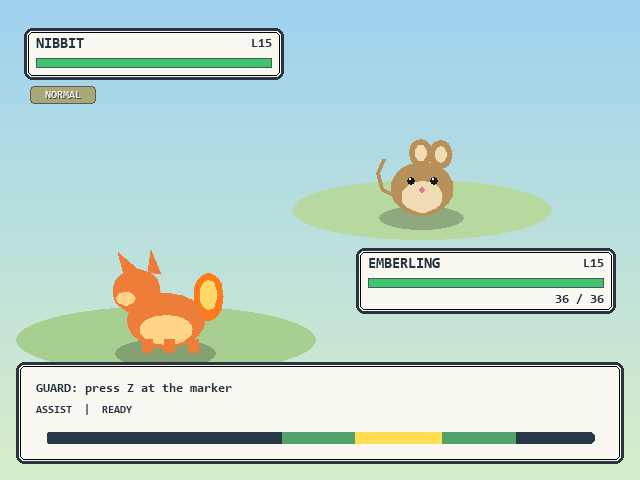 NIBBIT L15
NORMAL
EMBERLING L15
36 / 36
GUARD: press Z at the marker
ASSIST | READY